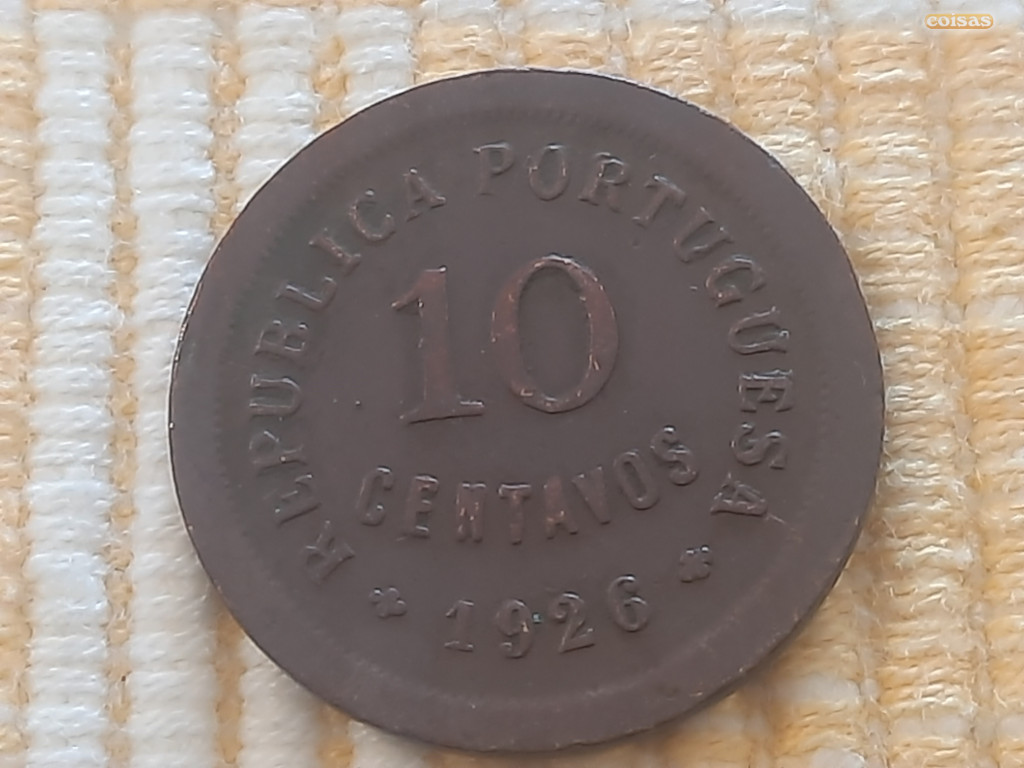 coisas
REPUBLICA PORTUGUESA
10
CENTAVOS
* 1926 *